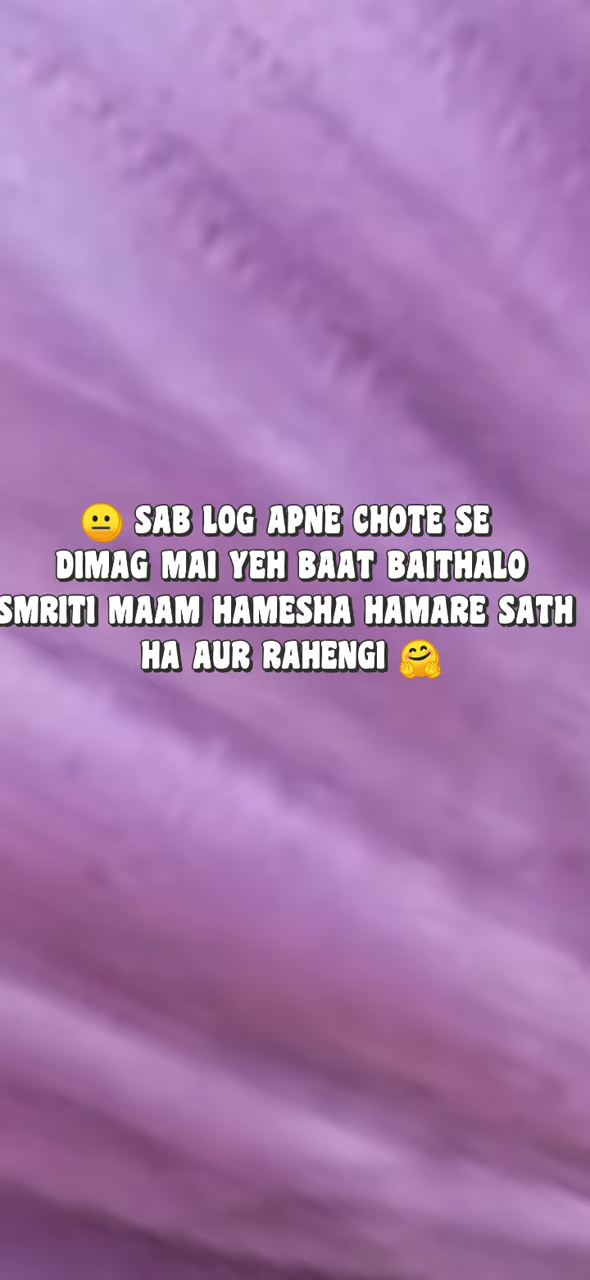 😐 SAB LOG APNE CHOTE SE
DIMAG MAI YEH BAAT BAITHALO
SMRITI MAAM HAMESHA HAMARE SATH
HA AUR RAHENGI 🤗